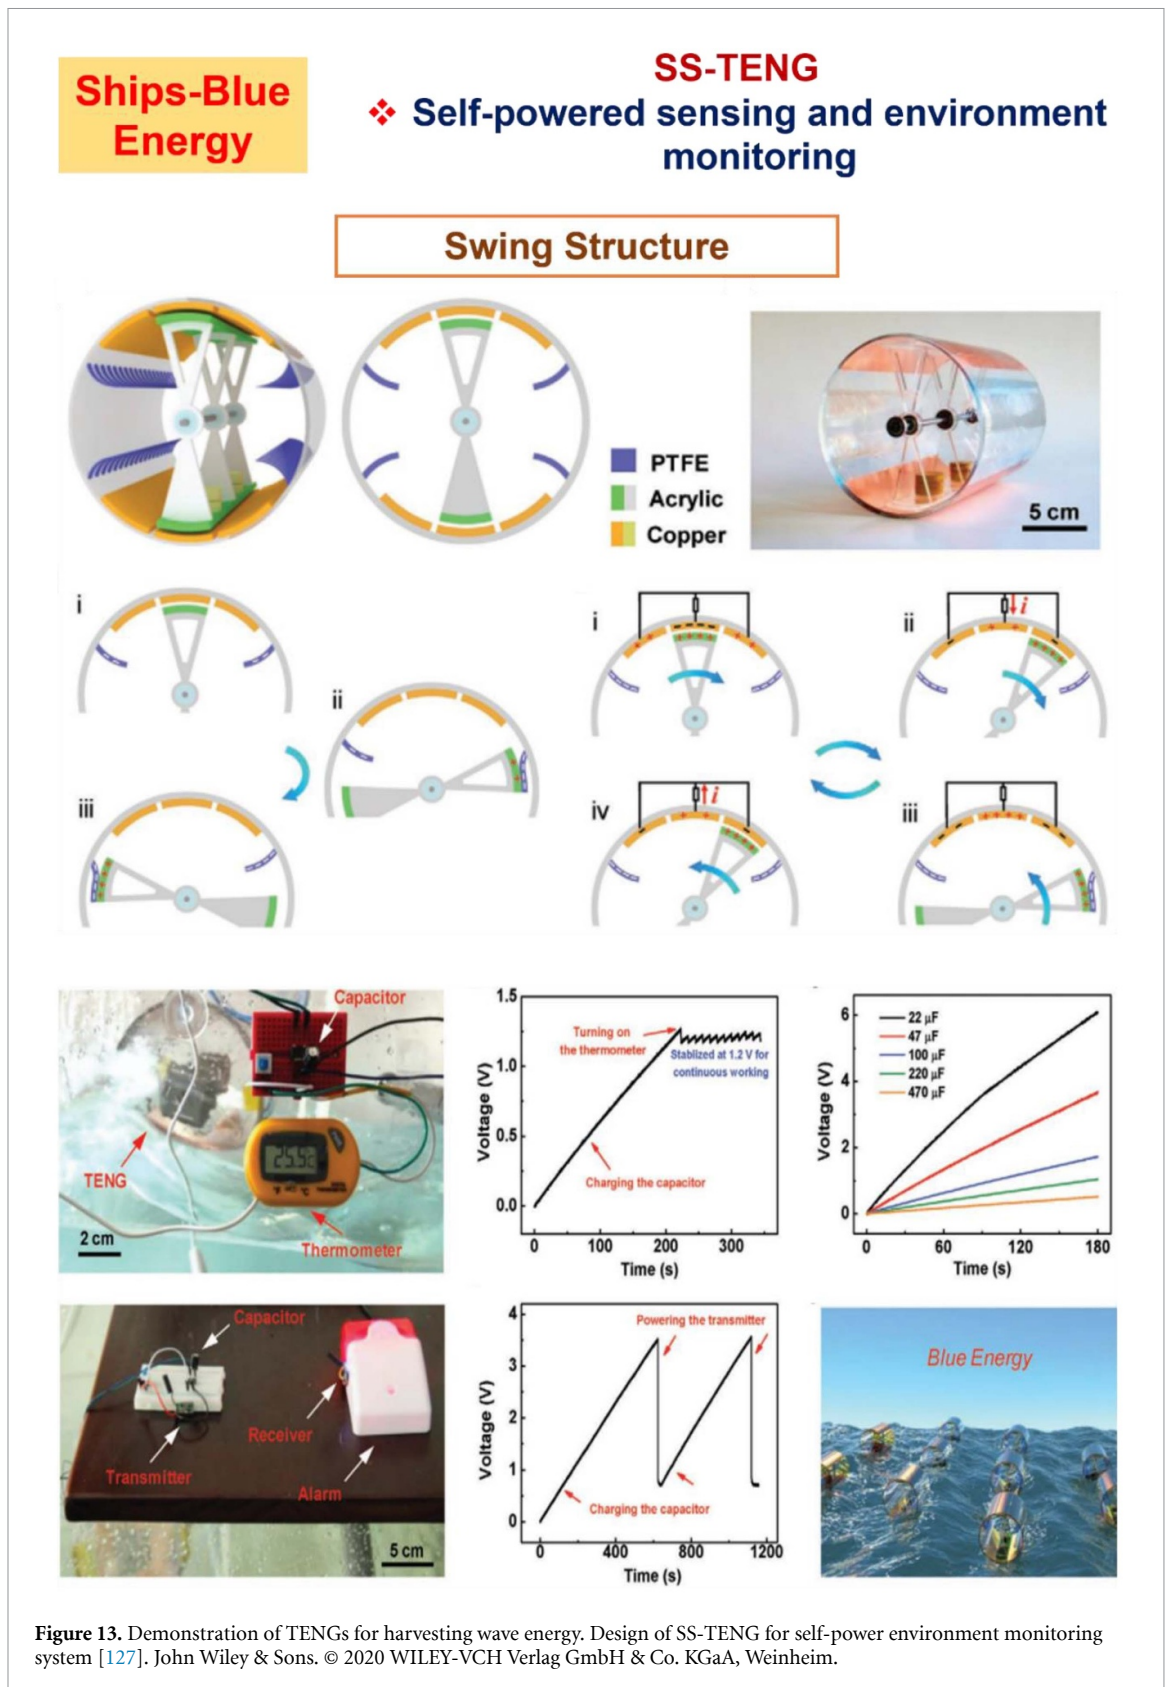 Ships-Blue
Energy
SS-TENG
❖ Self-powered sensing and environment
monitoring
Swing Structure
PTFE
Acrylic
Copper
5 cm
i
ii
iii
i
i
ii
i
iv
i
iii
Capacitor
TENG
25.5
°C
Thermometer
2 cm
1.5
1.0
0.5
0.0
Voltage (V)
Turning on
the thermometer
Stablized at 1.2 V for
continuous working
Charging the capacitor
0
100
200
300
Time (s)
6
4
2
0
Voltage (V)
22 μF
47 μF
100 μF
220 μF
470 μF
0
60
120
180
Time (s)
Capacitor
Receiver
Transmitter
Alarm
5 cm
4
3
2
1
0
Voltage (V)
Powering the transmitter
Charging the capacitor
0
400
800
1200
Time (s)
Blue Energy
Figure 13. Demonstration of TENGs for harvesting wave energy. Design of SS-TENG for self-power environment monitoring
system [127]. John Wiley & Sons. © 2020 WILEY-VCH Verlag GmbH & Co. KGaA, Weinheim.